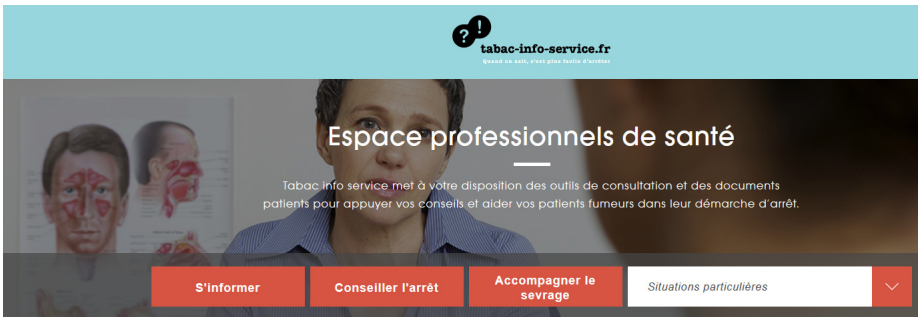 ?!
tabac-info-service.fr
Quand on sait, c'est plus facile d'arrêter
Espace professionnels de santé
Tabac info service met à votre disposition des outils de consultation et des documents
patients pour appuyer vos conseils et aider vos patients fumeurs dans leur démarche d'arrêt.
S'informer
Conseiller l'arrêt
Accompagner le
sevrage
Situations particulières